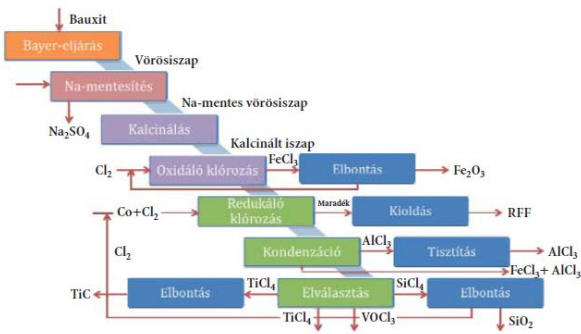 Bauxit
Bayer-eljárás
Vörösiszap
Na-mentesítés
Na-mentes vörösiszap
Na₂SO₄
Kalcinálás
Kalcinált iszap
Cl₂
Oxidáló klórozás
FeCl₃
Elbontás
Fe₂O₃
Co+Cl₂
Redukáló
klórozás
Maradék
Kioldás
RFF
Cl₂
Kondenzáció
AlCl₃
Tisztítás
AlCl₃
FeCl₃+ AlCl₃
TiC
Elbontás
TiCl₄
Elválasztás
SiCl₄
Elbontás
TiCl₄
VOCl₃
SiO₂